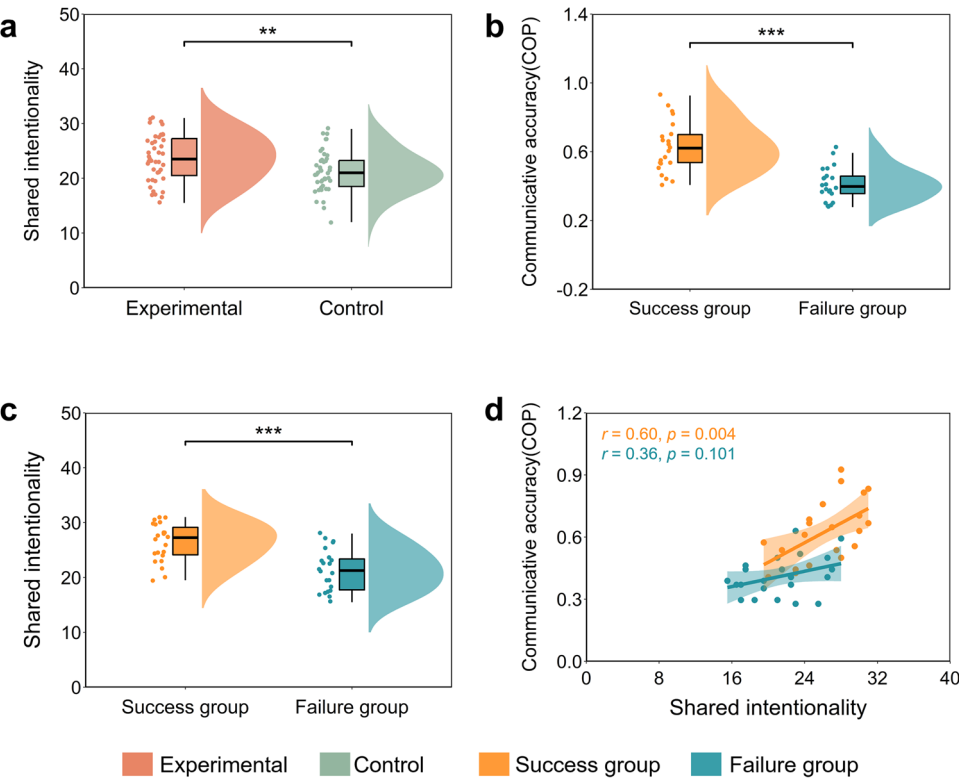 a
Shared intentionality
50
40
30
20
10
0
**
Experimental
Control
b
Communicative accuracy(COP)
1.4
1.0
0.6
0.2
-0.2
***
Success group
Failure group
c
Shared intentionality
50
40
30
20
10
0
***
Success group
Failure group
d
Communicative accuracy(COP)
1.2
0.9
0.6
0.3
0.0
r = 0.60, p = 0.004
r = 0.36, p = 0.101
0 8 16 24 32 40
Shared intentionality
Experimental Control Success group Failure group